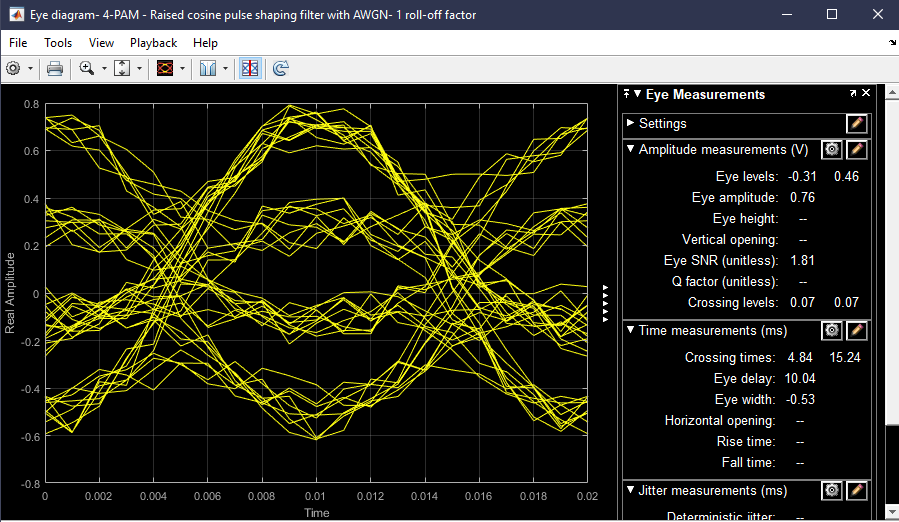 Eye diagram- 4-PAM - Raised cosine pulse shaping filter with AWGN- 1 roll-off factor
File Tools View Playback Help
Eye Measurements
Settings
Amplitude measurements (V)
Eye levels: -0.31 0.46
Eye amplitude: 0.76
Eye height: --
Vertical opening: --
Eye SNR (unitless): 1.81
Q factor (unitless): --
Crossing levels: 0.07 0.07
Time measurements (ms)
Crossing times: 4.84 15.24
Eye delay: 10.04
Eye width: -0.53
Horizontal opening: --
Rise time: --
Fall time: --
Jitter measurements (ms)
Deterministic jitter: --
Real Amplitude
0.8
0.6
0.4
0.2
0
-0.2
-0.4
-0.6
-0.8
0 0.002 0.004 0.006 0.008 0.01 0.012 0.014 0.016 0.018 0.02
Time